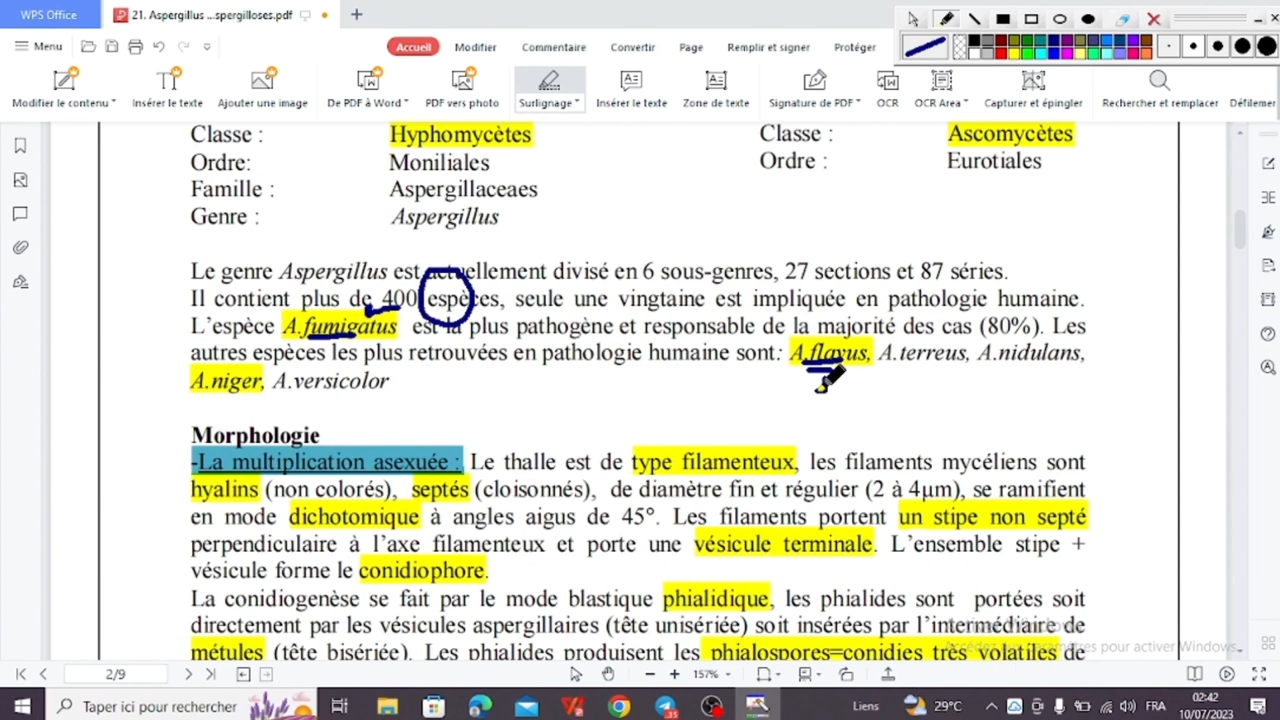 WPS Office
21. Aspergillus ...spergilloses.pdf
Menu
Accueil
Modifier
Commentaire
Convertir
Page
Remplir et signer
Protéger
Modifier le contenu
Insérer le texte
Ajouter une image
De PDF à Word
PDF vers photo
Surlignage
Insérer le texte
Zone de texte
Signature de PDF
OCR
OCR Area
Capturer et épingler
Rechercher et remplacer
Défilemer
Classe : Hyphomycètes Classe : Ascomycètes
Ordre: Moniliales Ordre : Eurotiales
Famille : Aspergillaceaes
Genre : Aspergillus
Le genre Aspergillus est actuellement divisé en 6 sous-genres, 27 sections et 87 séries.
Il contient plus de 400 espèces, seule une vingtaine est impliquée en pathologie humaine.
L'espèce A.fumigatus est la plus pathogène et responsable de la majorité des cas (80%). Les
autres espèces les plus retrouvées en pathologie humaine sont: A.flavus, A.terreus, A.nidulans,
A.niger, A.versicolor
Morphologie
-La multiplication asexuée : Le thalle est de type filamenteux, les filaments mycéliens sont
hyalins (non colorés), septés (cloisonnés), de diamètre fin et régulier (2 à 4µm), se ramifient
en mode dichotomique à angles aigus de 45°. Les filaments portent un stipe non septé
perpendiculaire à l'axe filamenteux et porte une vésicule terminale. L'ensemble stipe +
vésicule forme le conidiophore.
La conidiogenèse se fait par le mode blastique phialidique, les phialides sont portées soit
directement par les vésicules aspergillaires (tête unisériée) soit insérées par l'intermédiaire de
métules (tête bisériée). Les phialides produisent les phialospores=conidies très volatiles de
Activer Windows
Accédez aux paramètres pour activer Windows.
2/9
157%
Taper ici pour rechercher
31
Liens
29°C
FRA
02:42
10/07/2023